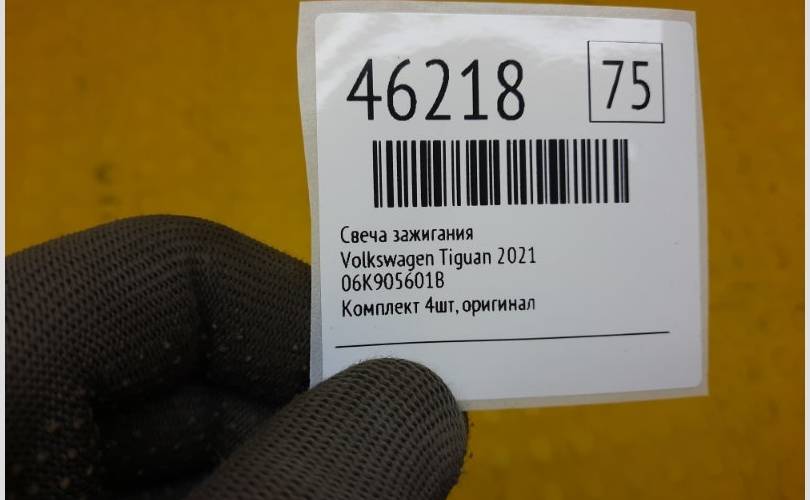 46218 75
Свеча зажигания
Volkswagen Tiguan 2021
06K905601B
Комплект 4шт, оригинал